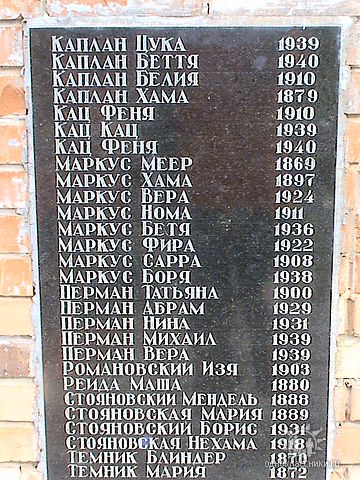 Каплан Цука 1939
Каплан Беття 1940
Каплан Белия 1910
Каплан Хама 1879
Кац Феня 1910
Кац Кац 1939
Кац Феня 1940
Маркус Меер 1869
Маркус Хама 1897
Маркус Вера 1924
Маркус Нома 1911
Маркус Бетя 1936
Маркус Фира 1922
Маркус Сарра 1908
Маркус Боря 1938
Перман Татьяна 1900
Перман Абрам 1929
Перман Нина 1931
Перман Михаил 1939
Перман Вера 1939
Романовский Изя 1903
Реида Маша 1880
Стояновский Мендель 1888
Стояновская Мария 1889
Стояновский Борис 1931
Стояновская Нехама 1918
Темник Блиндер 1870
Темник Мария 1872